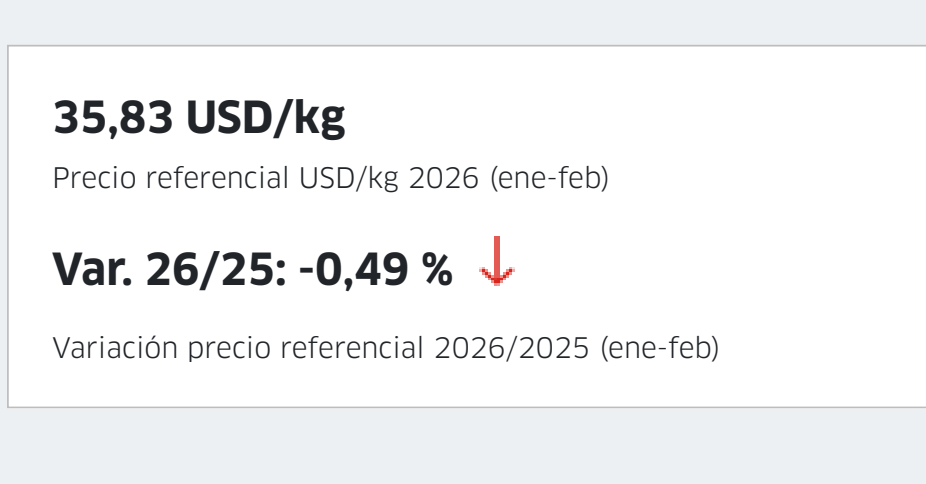 35,83 USD/kg
Precio referencial USD/kg 2026 (ene-feb)
Var. 26/25: -0,49 %
Variación precio referencial 2026/2025 (ene-feb)